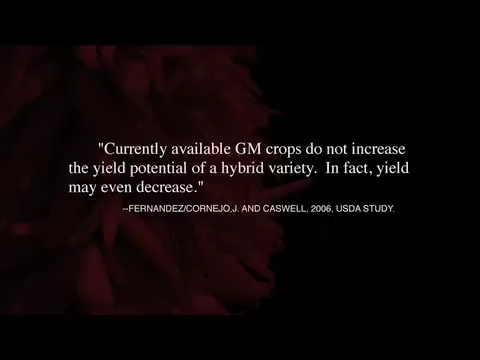 "Currently available GM crops do not increase
the yield potential of a hybrid variety.  In fact, yield
may even decrease."
--FERNANDEZ/CORNEJO,J. AND CASWELL, 2006, USDA STUDY.